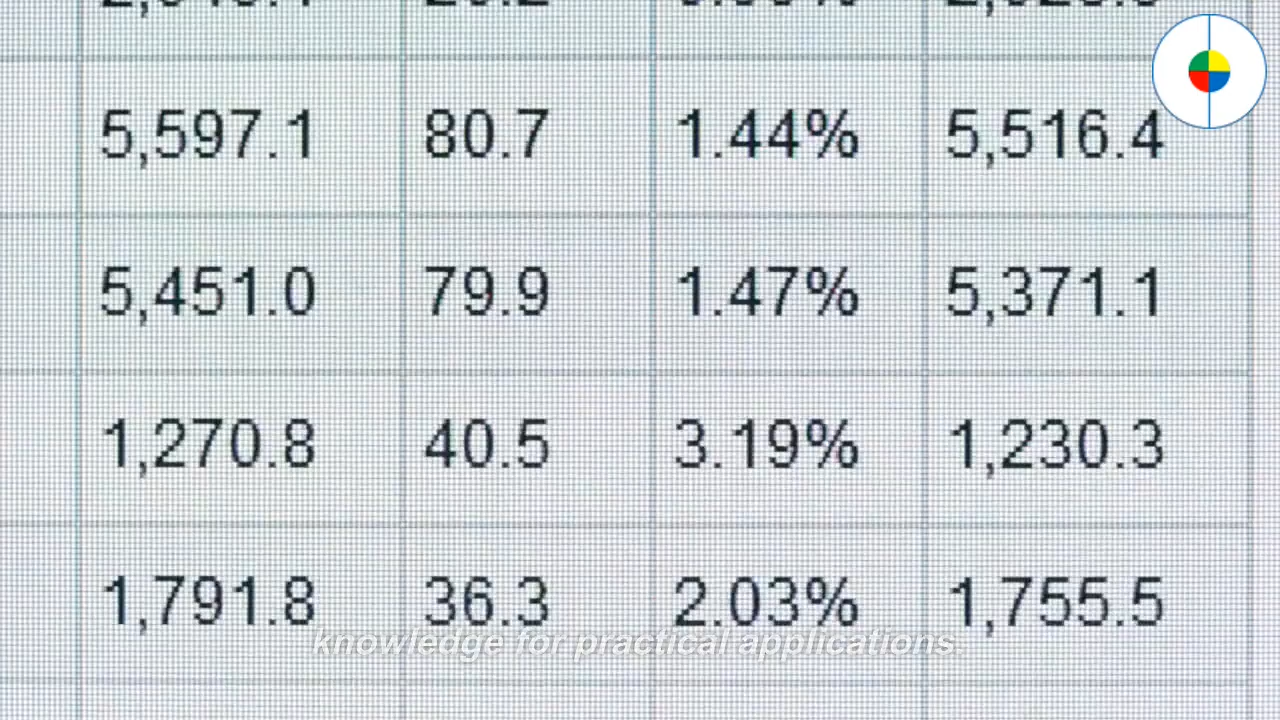 5,597.1 80.7 1.44% 5,516.4
5,451.0 79.9 1.47% 5,371.1
1,270.8 40.5 3.19% 1,230.3
1,791.8 36.3 2.03% 1,755.5
knowledge for practical applications.